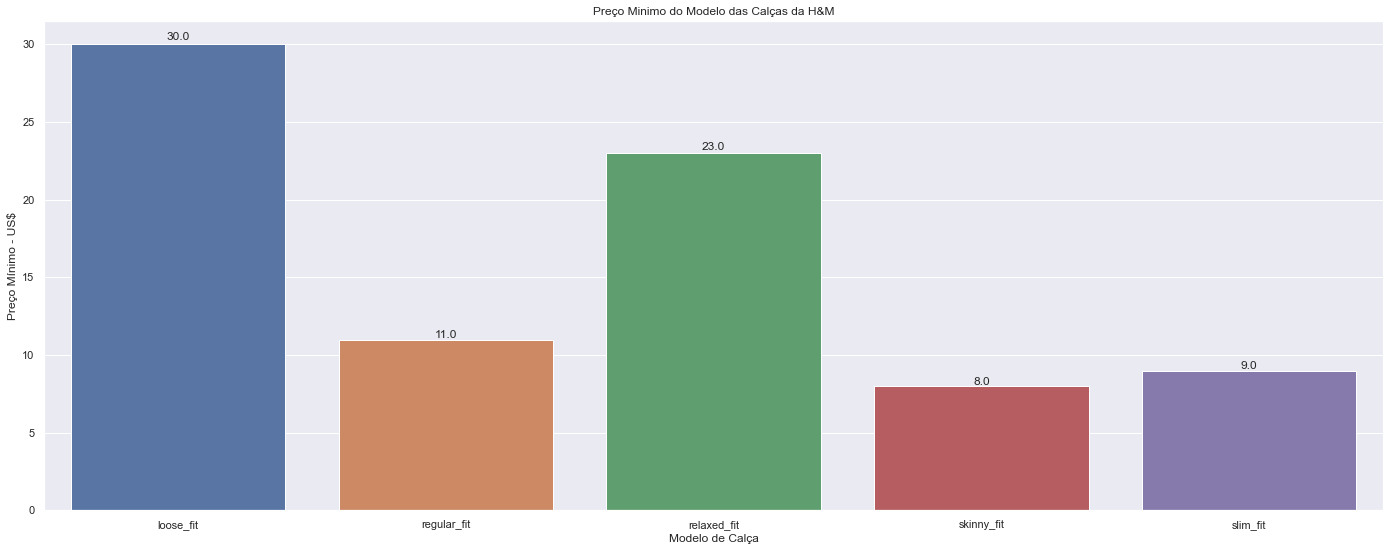 Preço Minimo do Modelo das Calças da H&M
Preço Mínimo - US$
30
25
20
15
10
5
0
30.0
11.0
23.0
8.0
9.0
loose_fit
regular_fit
relaxed_fit
skinny_fit
slim_fit
Modelo de Calça